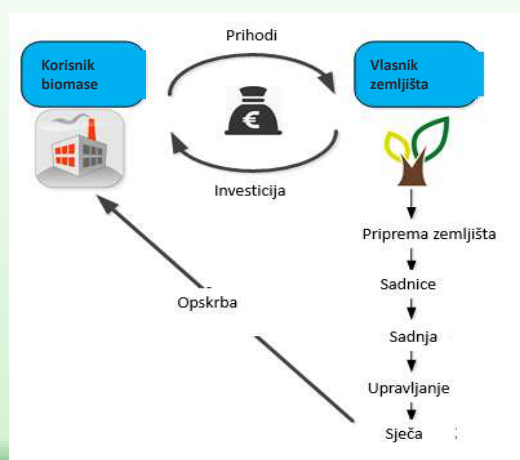 Prihodi
Korisnik
biomase
Vlasnik
zemljišta
€
Investicija
Priprema zemljišta
Sadnice
Opskrba
Sadnja
Upravljanje
Sječa